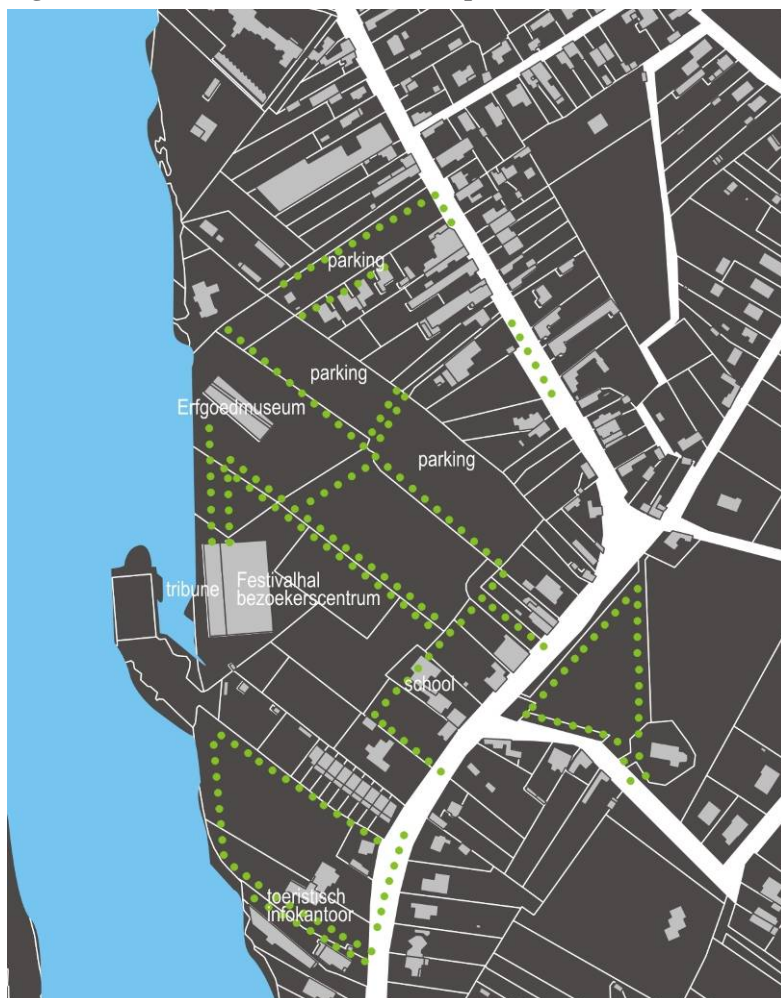 parking
parking
Erfgoedmuseum
parking
tribune
Festivalhal
bezoekerscentrum
school
toeristisch
infokantoor